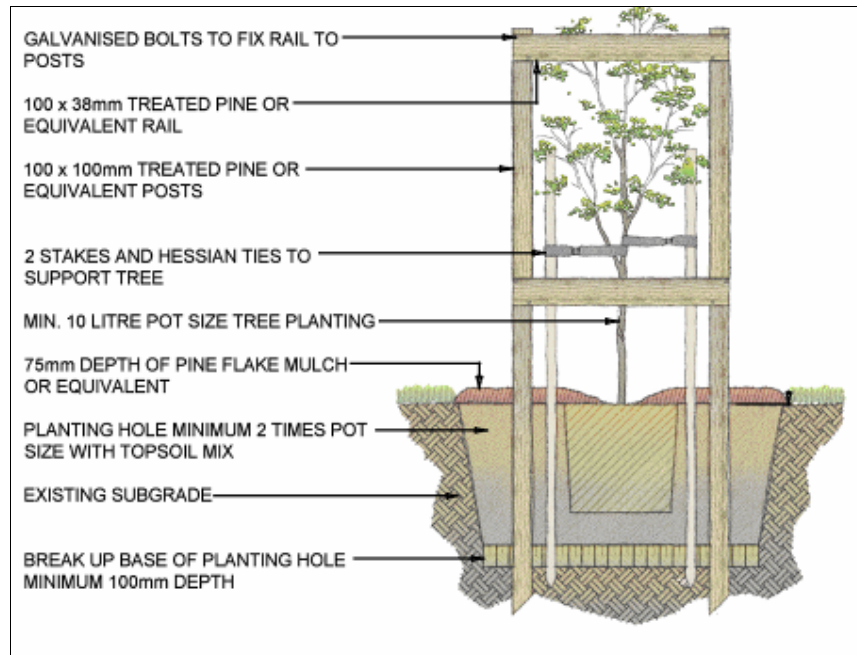 GALVANISED BOLTS TO FIX RAIL TO
POSTS
100 x 38mm TREATED PINE OR
EQUIVALENT RAIL
100 x 100mm TREATED PINE OR
EQUIVALENT POSTS
2 STAKES AND HESSIAN TIES TO
SUPPORT TREE
MIN. 10 LITRE POT SIZE TREE PLANTING
75mm DEPTH OF PINE FLAKE MULCH
OR EQUIVALENT
PLANTING HOLE MINIMUM 2 TIMES POT
SIZE WITH TOPSOIL MIX
EXISTING SUBGRADE
BREAK UP BASE OF PLANTING HOLE
MINIMUM 100mm DEPTH